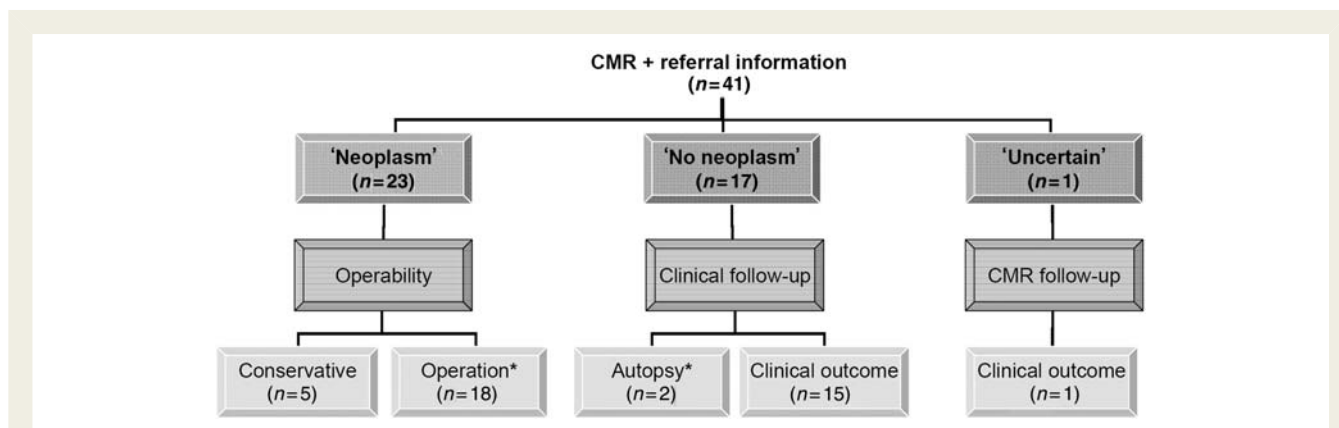 CMR + referral information
(n=41)
'Neoplasm'
(n=23)
'No neoplasm'
(n=17)
'Uncertain'
(n=1)
Operability
Clinical follow-up
CMR follow-up
Conservative
(n=5)
Operation*
(n=18)
Autopsy*
(n=2)
Clinical outcome
(n=15)
Clinical outcome
(n=1)